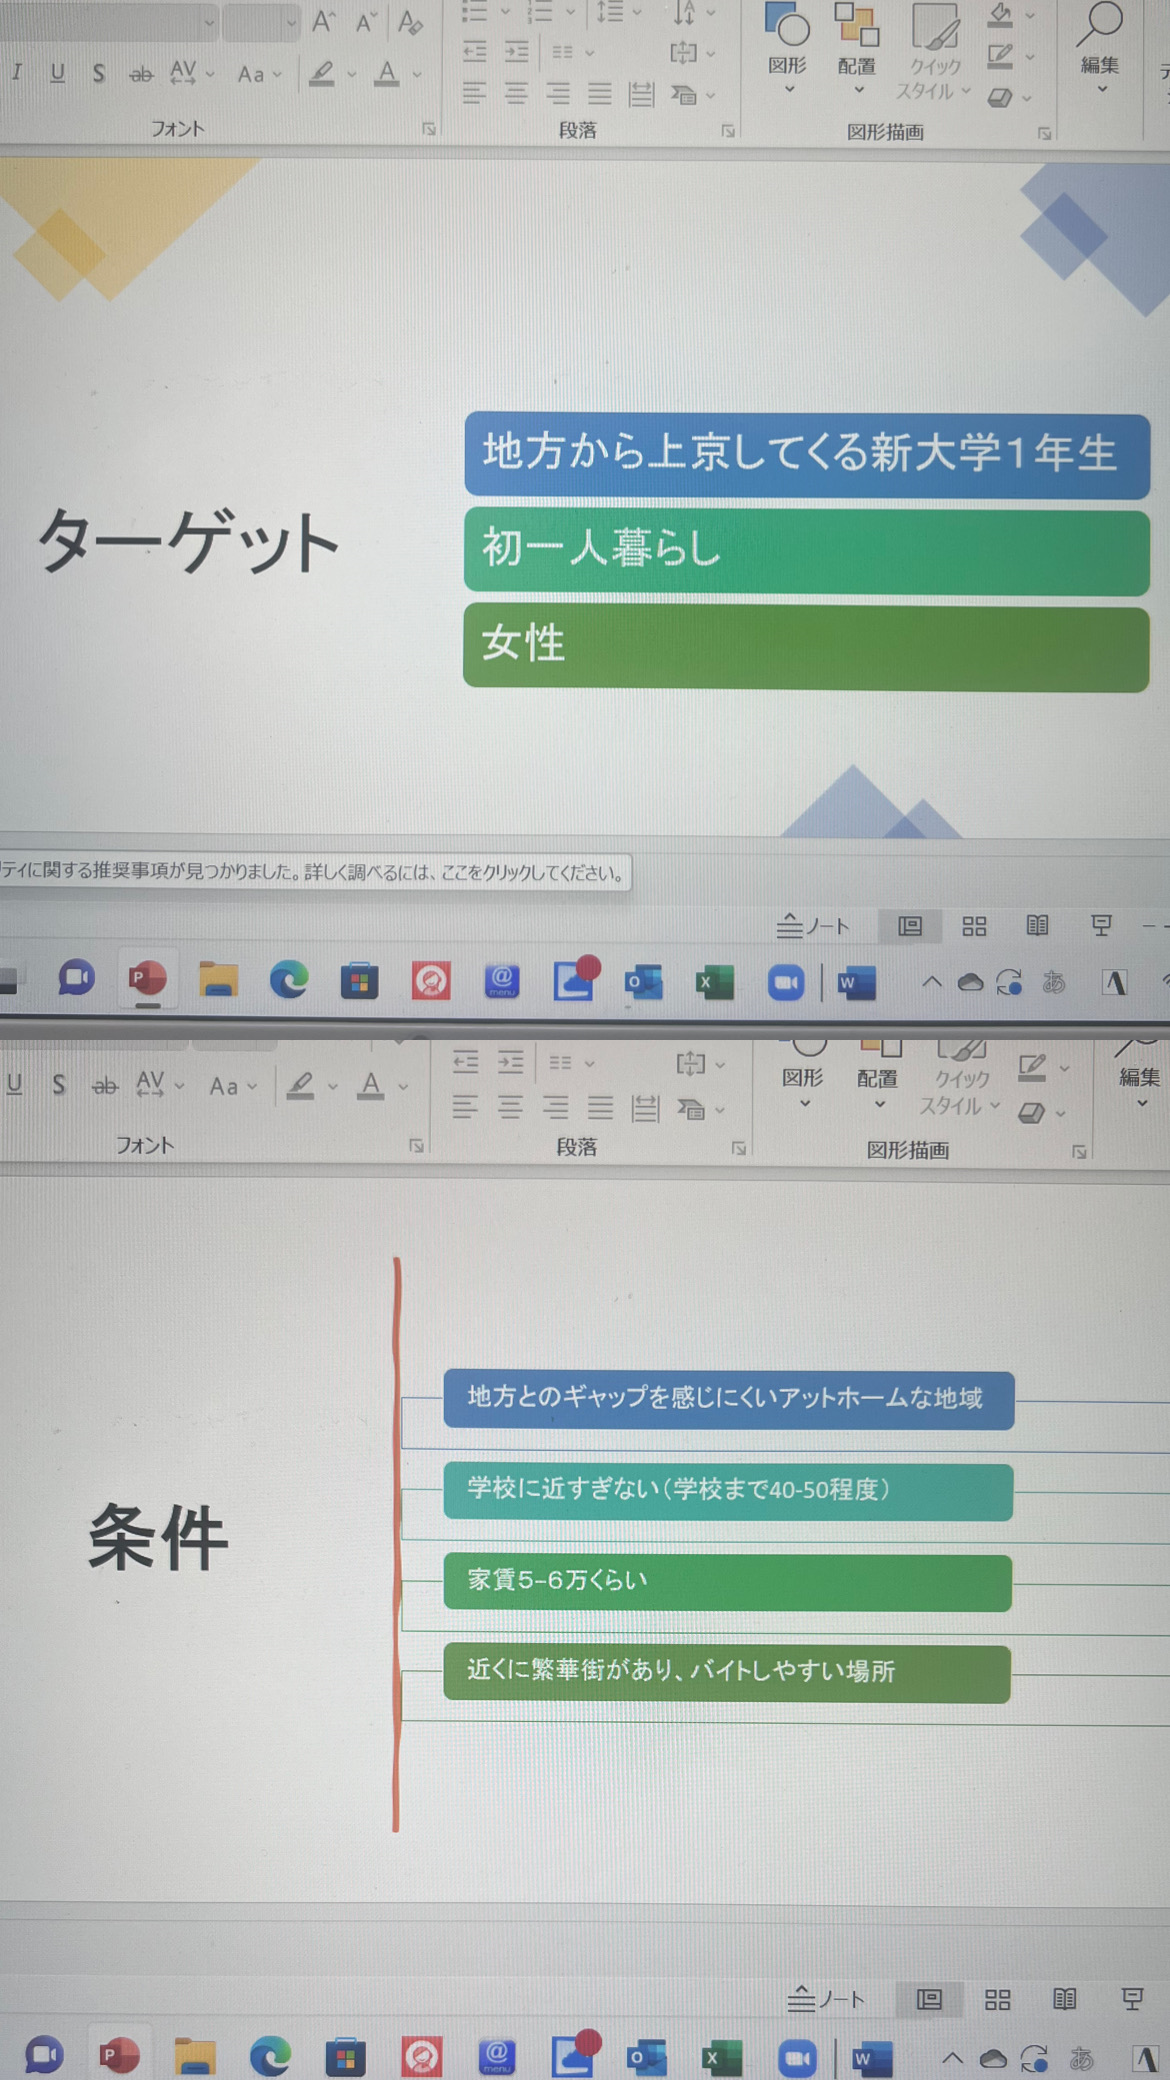 I U S ab AV Aa A
フォント
段落
図形
配置
クイック
スタイル
図形描画
編集
ターゲット
地方から上京してくる新大学１年生
初一人暮らし
女性
ティに関する推奨事項が見つかりました。詳しく調べるには、ここをクリックしてください。
ノート
P @ menu O X W あ A
U S ab AV Aa A
フォント
段落
図形
配置
クイック
スタイル
図形描画
編集
条件
地方とのギャップを感じにくいアットホームな地域
学校に近すぎない（学校まで40-50程度）
家賃5-6万くらい
近くに繁華街があり、バイトしやすい場所
ノート
P @ menu O X W あ A